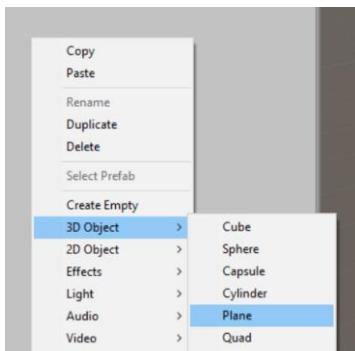 Copy
Paste
Rename
Duplicate
Delete
Select Prefab
Create Empty
3D Object
2D Object
Effects
Light
Audio
Video
Cube
Sphere
Capsule
Cylinder
Plane
Quad